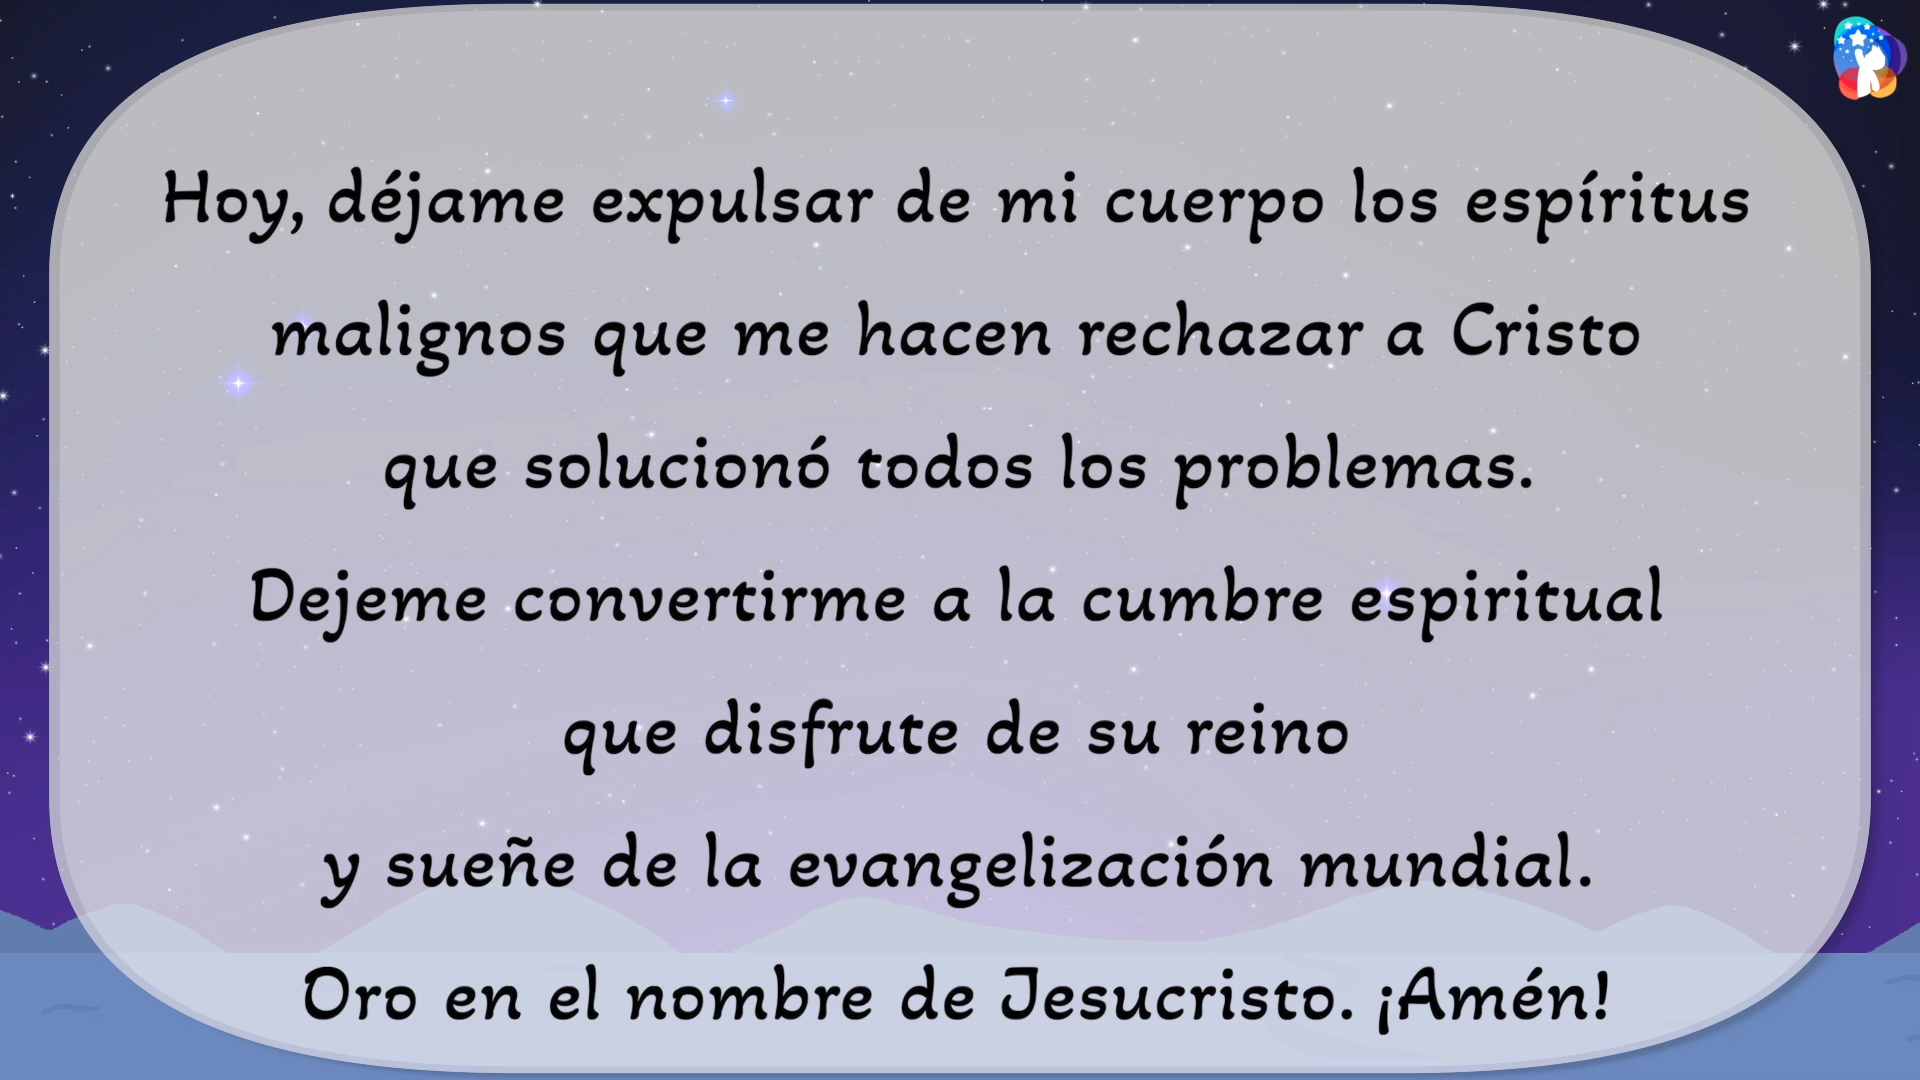 Hoy, déjame expulsar de mi cuerpo los espíritus
malignos que me hacen rechazar a Cristo
que solucionó todos los problemas.
Dejeme convertirme a la cumbre espiritual
que disfrute de su reino
y sueñe de la evangelización mundial.
Oro en el nombre de Jesucristo. ¡Amén!